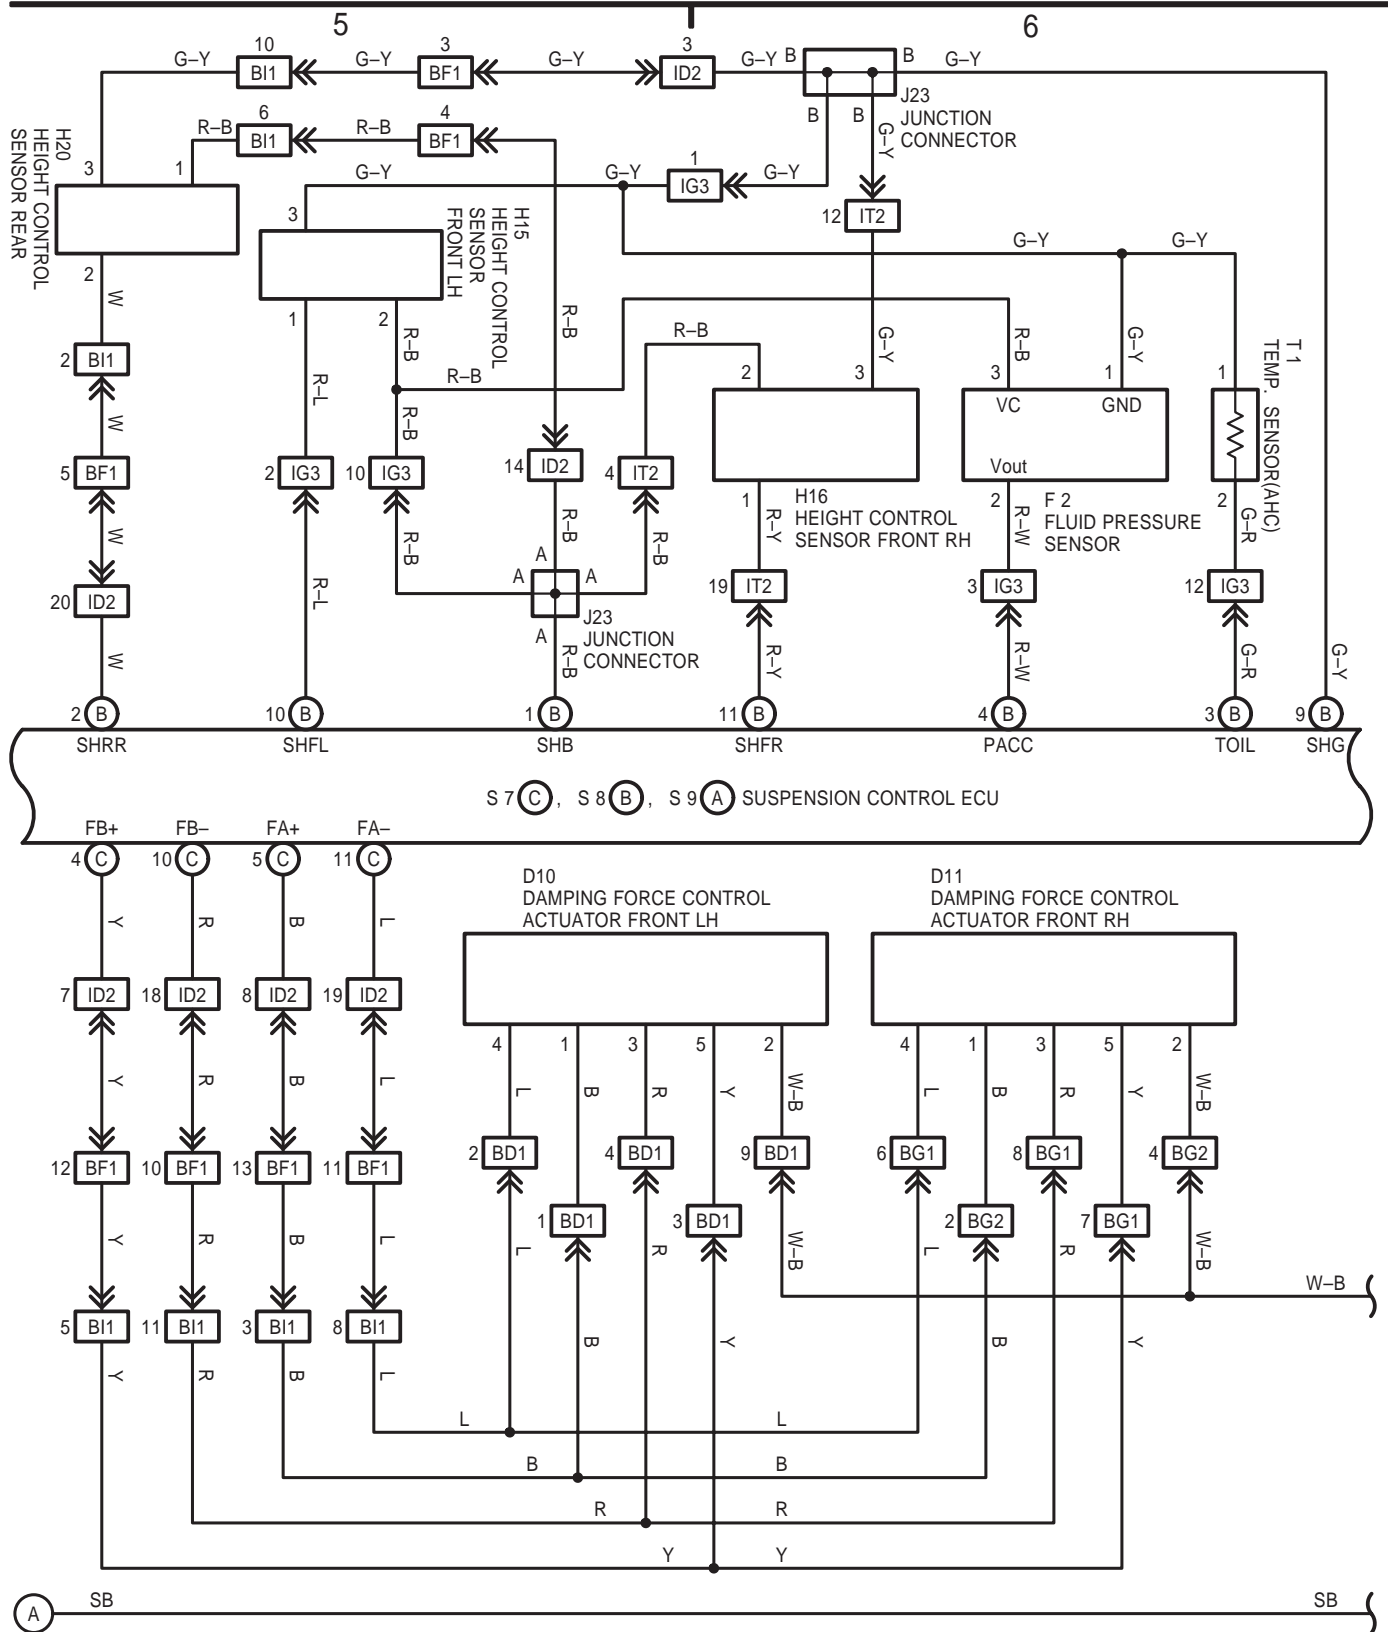 5
6
10
3
3
G–Y
BI1
G–Y
BF1
G–Y
ID2
G–Y
B
B
G–Y
J23
JUNCTION
CONNECTOR
6
4
R–B
BI1
R–B
BF1
B
B
G–Y
H20
HEIGHT CONTROL
SENSOR REAR
3
1
G–Y
G–Y
1
IG3
G–Y
12
IT2
3
H15
HEIGHT CONTROL
SENSOR
FRONT LH
G–Y
G–Y
2
W
1
2
R–B
R–B
R–B
G–Y
R–B
G–Y
T 1
TEMP. SENSOR(AHC)
2
BI1
R–L
R–B
2
3
3
1
1
VC
GND
W
R–B
5
BF1
2
IG3
10
IG3
14
ID2
4
IT2
Vout
1
R–Y
H16
HEIGHT CONTROL
SENSOR FRONT RH
2
R–W
F 2
FLUID PRESSURE
SENSOR
2
G–R
W
R–B
R–B
R–B
A
A
A
A
20
ID2
R–L
19
IT2
3
IG3
12
IG3
J23
JUNCTION
CONNECTOR
W
R–B
R–Y
R–W
G–R
G–Y
2
B
10
B
1
B
11
B
4
B
3
B
9
B
SHRR
SHFL
SHB
SHFR
PACC
TOIL
SHG
S 7 C , S 8 B , S 9 A SUSPENSION CONTROL ECU
FB+
FB–
FA+
FA–
4
C
10
C
5
C
11
C
D10
DAMPING FORCE CONTROL
ACTUATOR FRONT LH
D11
DAMPING FORCE CONTROL
ACTUATOR FRONT RH
Y
R
B
L
7
ID2
18
ID2
8
ID2
19
ID2
4
1
3
5
2
4
1
3
5
2
Y
R
B
L
L
B
R
Y
W–B
L
B
R
Y
W–B
12
BF1
10
BF1
13
BF1
11
BF1
2
BD1
4
BD1
9
BD1
6
BG1
8
BG1
4
BG2
1
BD1
3
BD1
2
BG2
7
BG1
Y
R
B
L
L
R
W–B
L
R
W–B
W–B
5
BI1
11
BI1
3
BI1
8
BI1
B
Y
B
Y
Y
R
B
L
L
L
B
B
R
R
Y
Y
A
SB
SB